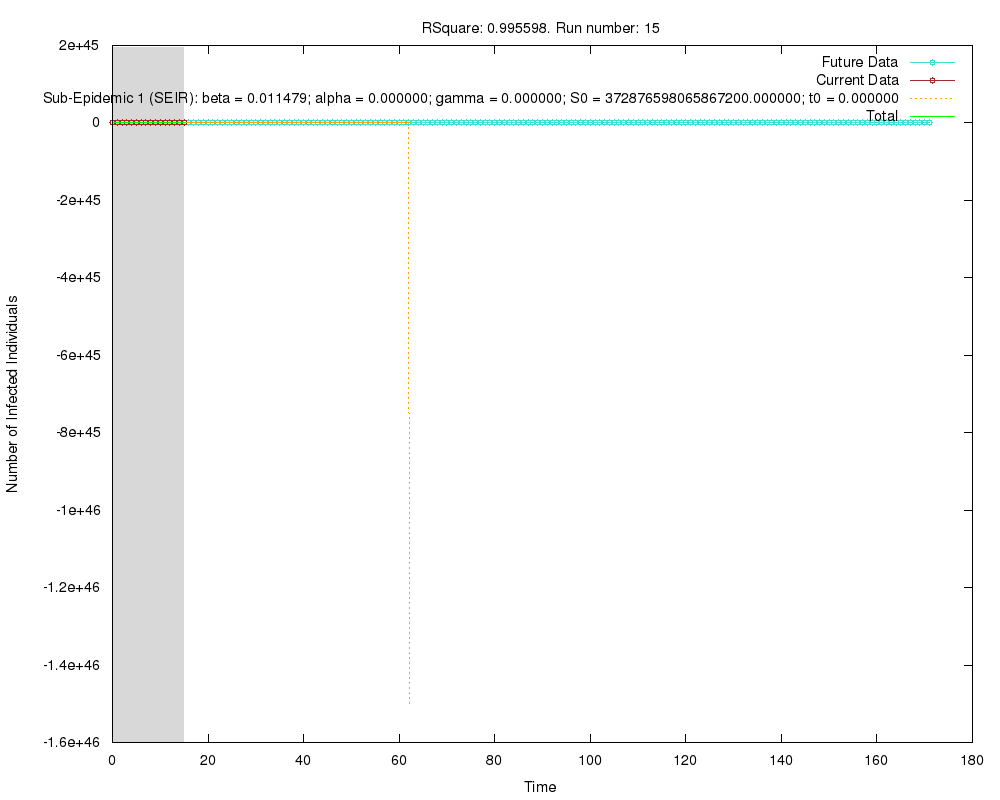 RSquare: 0.995598. Run number: 15
2e+45
Future Data
Current Data
Sub-Epidemic 1 (SEIR): beta = 0.011479; alpha = 0.000000; gamma = 0.000000; S0 = 372876598065867200.000000; t0 = 0.000000
Total
0
-2e+45
-4e+45
-6e+45
-8e+45
-1e+46
-1.2e+46
-1.4e+46
-1.6e+46
Number of Infected Individuals
0 20 40 60 80 100 120 140 160 180
Time